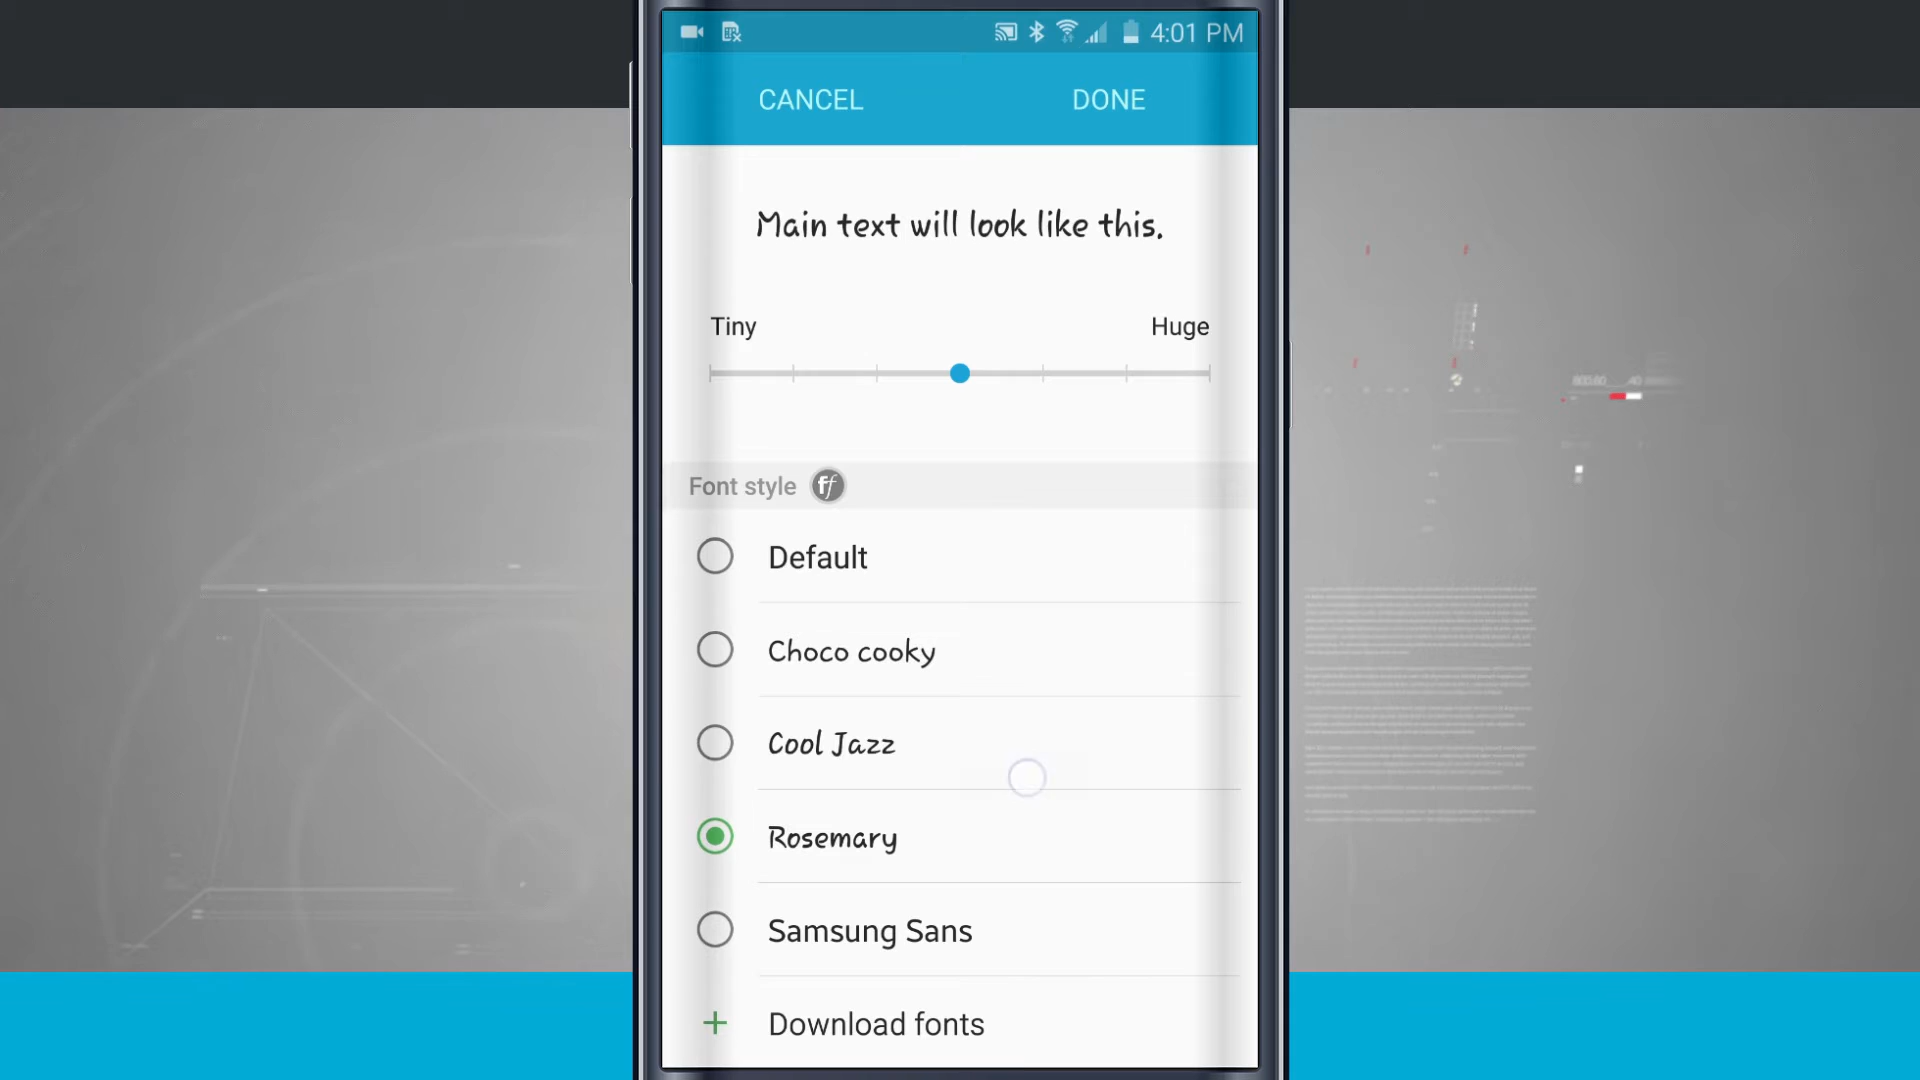 4:01 PM
CANCEL DONE
Main text will look like this.
Tiny Huge
Font style ff
Default
Choco cooky
Cool Jazz
Rosemary
Samsung Sans
+ Download fonts